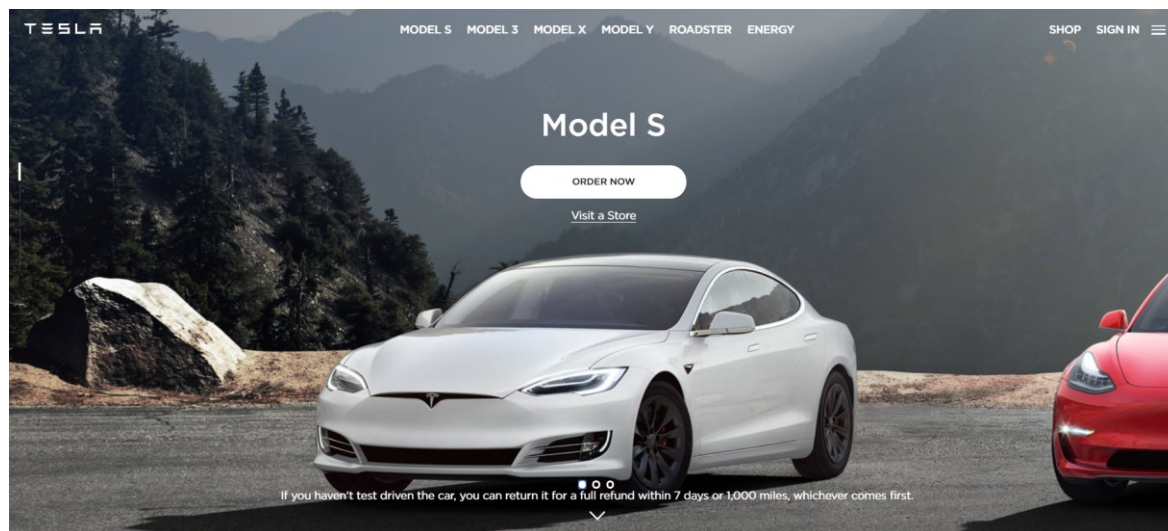 TESLA MODEL S MODEL 3 MODEL X MODEL Y ROADSTER ENERGY SHOP SIGN IN
Model S
ORDER NOW
Visit a Store
If you haven't test driven the car, you can return it for a full refund within 7 days or 1,000 miles, whichever comes first.